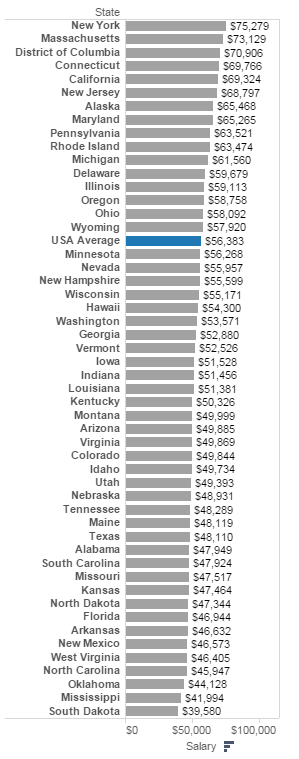 State
New York $75,279
Massachusetts $73,129
District of Columbia $70,906
Connecticut $69,766
California $69,324
New Jersey $68,797
Alaska $65,468
Maryland $65,265
Pennsylvania $63,521
Rhode Island $63,474
Michigan $61,560
Delaware $59,679
Illinois $59,113
Oregon $58,758
Ohio $58,092
Wyoming $57,920
USA Average $56,383
Minnesota $56,268
Nevada $55,957
New Hampshire $55,599
Wisconsin $55,171
Hawaii $54,300
Washington $53,571
Georgia $52,880
Vermont $52,526
Iowa $51,528
Indiana $51,456
Louisiana $51,381
Kentucky $50,326
Montana $49,999
Arizona $49,885
Virginia $49,869
Colorado $49,844
Idaho $49,734
Utah $49,393
Nebraska $48,931
Tennessee $48,289
Maine $48,119
Texas $48,110
Alabama $47,949
South Carolina $47,924
Missouri $47,517
Kansas $47,464
North Dakota $47,344
Florida $46,944
Arkansas $46,632
New Mexico $46,573
West Virginia $46,405
North Carolina $45,947
Oklahoma $44,128
Mississippi $41,994
South Dakota $39,580
$0 $50,000 $100,000
Salary